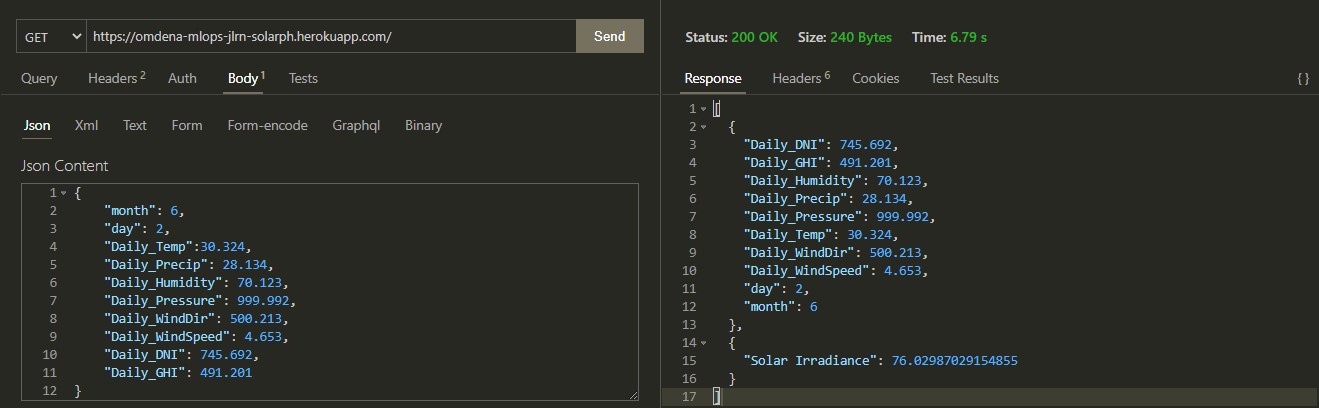 GET https://omdena-mlops-jlrn-solarph.herokuapp.com/ Send
Query Headers 2 Auth Body 1 Tests
Json Xml Text Form Form-encode Graphql Binary
Json Content
1 {
2 "month": 6,
3 "day": 2,
4 "Daily_Temp":30.324,
5 "Daily_Precip": 28.134,
6 "Daily_Humidity": 70.123,
7 "Daily_Pressure": 999.992,
8 "Daily_WindDir": 500.213,
9 "Daily_WindSpeed": 4.653,
10 "Daily_DNI": 745.692,
11 "Daily_GHI": 491.201
12 }
Status: 200 OK Size: 240 Bytes Time: 6.79 s
Response Headers 6 Cookies Test Results {}
1 [
2 {
3 "Daily_DNI": 745.692,
4 "Daily_GHI": 491.201,
5 "Daily_Humidity": 70.123,
6 "Daily_Precip": 28.134,
7 "Daily_Pressure": 999.992,
8 "Daily_Temp": 30.324,
9 "Daily_WindDir": 500.213,
10 "Daily_WindSpeed": 4.653,
11 "day": 2,
12 "month": 6
13 },
14 {
15 "Solar Irradiance": 76.02987029154855
16 }
17 ]